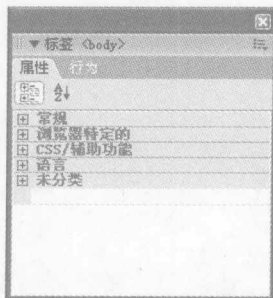 标签 <body>
属性 行为
常规
浏览器特定的
CSS/辅助功能
语言
未分类